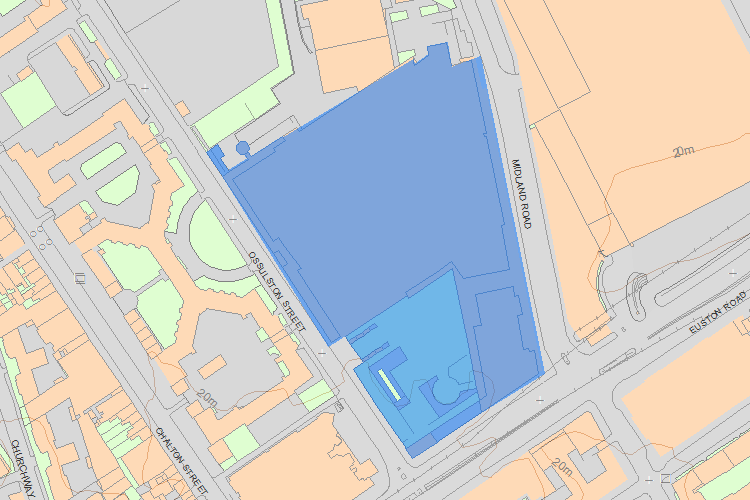 20m
MIDLAND ROAD
OSSULSTON STREET
EUSTON ROAD
20m
CHALTON STREET
CHURCHWAY
20m